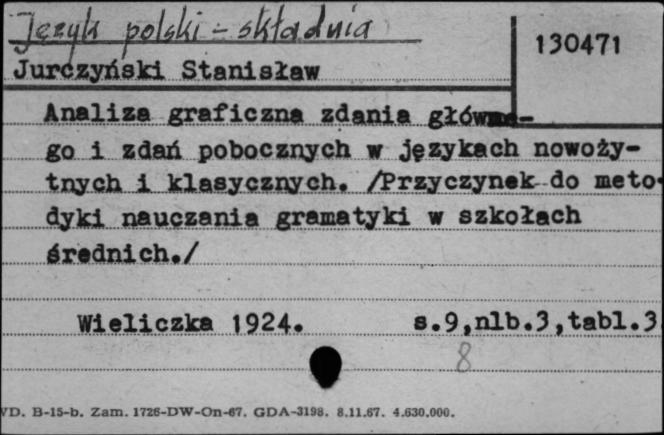 Język polski - składnia
130471
Jurczyński Stanisław
Analiza graficzna zdania główne-
go i zdań pobocznych w językach nowoży-
tnych i klasycznych. /Przyczynek do meto-
dyki nauczania gramatyki w szkołach
średnich./
Wieliczka 1924. s.9,nlb.3,tabl.3
8
VD. B-15-b. Zam. 1726-DW-On-67. GDA-3198. 8.11.67. 4.630.000.